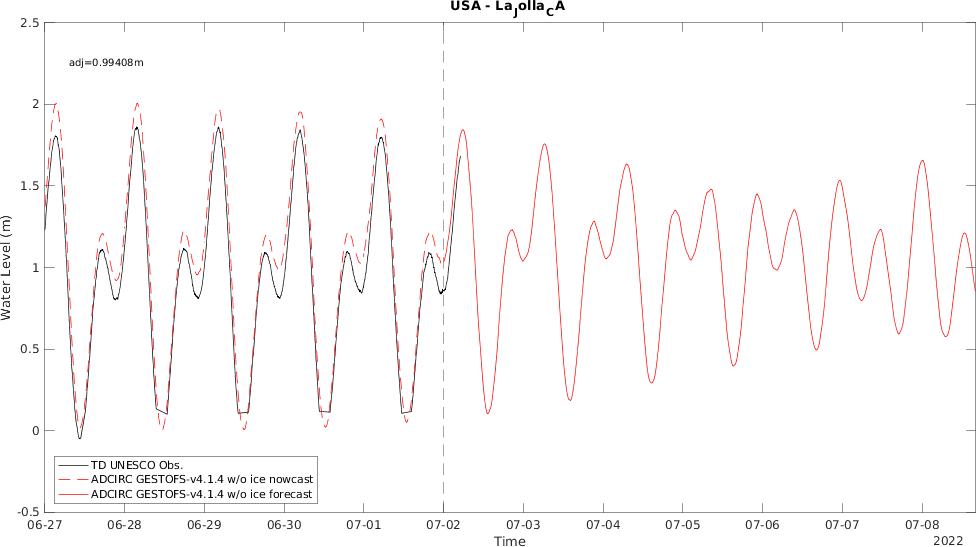 USA - LaJollaCA
adj=0.99408m
2.5
2
1.5
1
0.5
0
-0.5
Water Level (m)
TD UNESCO Obs.
ADCIRC GESTOFS-v4.1.4 w/o ice nowcast
ADCIRC GESTOFS-v4.1.4 w/o ice forecast
06-27 06-28 06-29 06-30 07-01 07-02 07-03 07-04 07-05 07-06 07-07 07-08
Time
2022